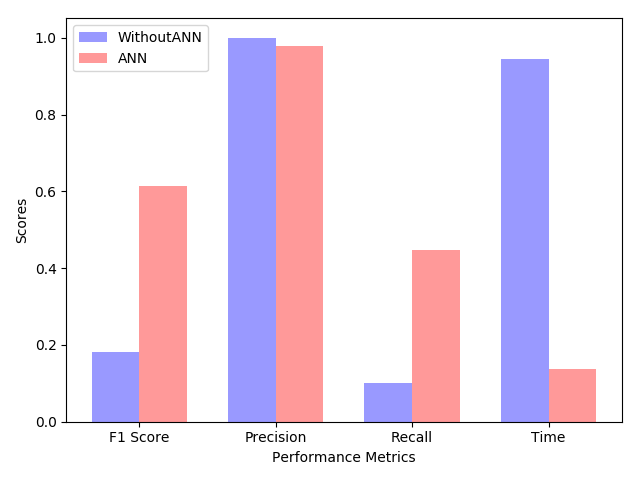 WithoutANN
ANN
1.0
0.8
0.6
0.4
0.2
0.0
Scores
F1 Score Precision Recall Time
Performance Metrics